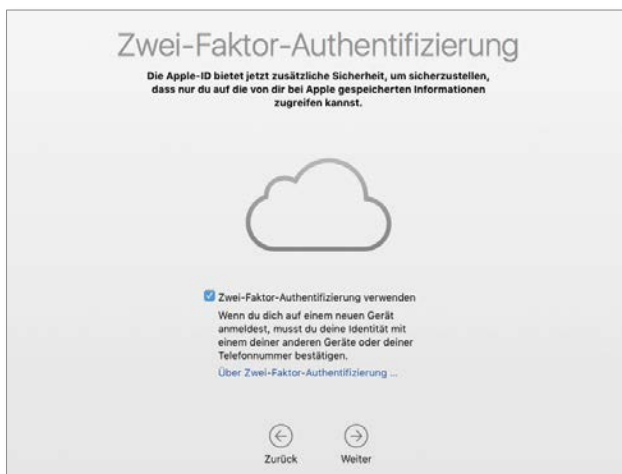 Zwei-Faktor-Authentifizierung
Die Apple-ID bietet jetzt zusätzliche Sicherheit, um sicherzustellen,
dass nur du auf die von dir bei Apple gespeicherten Informationen
zugreifen kannst.
Zwei-Faktor-Authentifizierung verwenden
Wenn du dich auf einem neuen Gerät
anmeldest, musst du deine Identität mit
einem deiner anderen Geräte oder deiner
Telefonnummer bestätigen.
Über Zwei-Faktor-Authentifizierung ...
Zurück Weiter